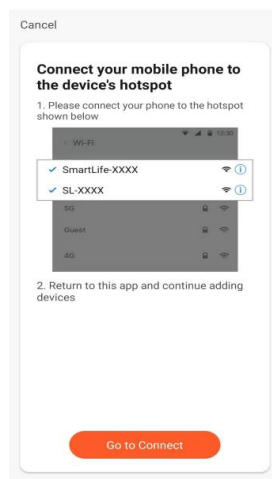 Cancel
Connect your mobile phone to
the device's hotspot
1. Please connect your phone to the hotspot
shown below
12:30
Wi-Fi
SmartLife-XXXX
SL-XXXX
5G
Guest
4G
2. Return to this app and continue adding
devices
Go to Connect